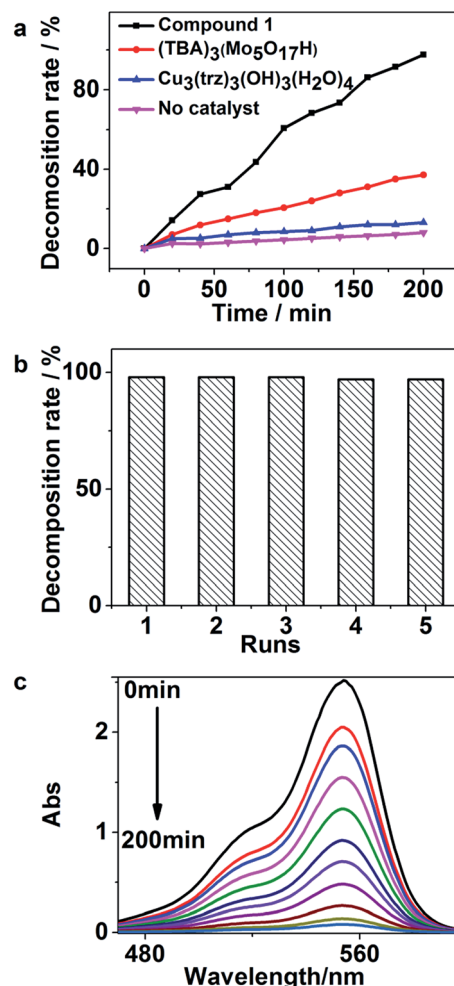 a
Compound 1
(TBA)3(Mo5O17H)
Cu3(trz)3(OH)3(H2O)4
No catalyst
Decomosition rate / %
80
40
0
0 50 100 150 200
Time / min
b
Decomposition rate / %
100
50
0
1 2 3 4 5
Runs
c
0min
200min
Abs
2
1
0
480 560
Wavelength/nm